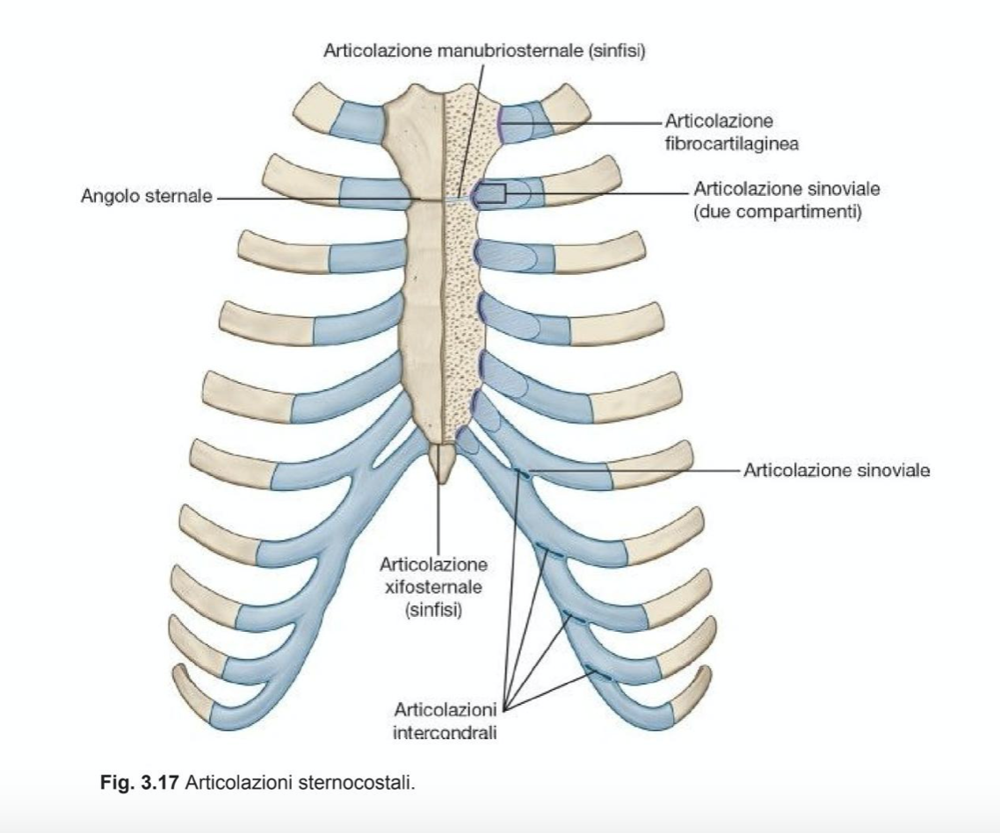 Articolazione manubriosternale (sinfisi)
Articolazione
fibrocartilaginea
Angolo sternale
Articolazione sinoviale
(due compartimenti)
Articolazione sinoviale
Articolazione
xifosternale
(sinfisi)
Articolazioni
intercondrali
Fig. 3.17 Articolazioni sternocostali.